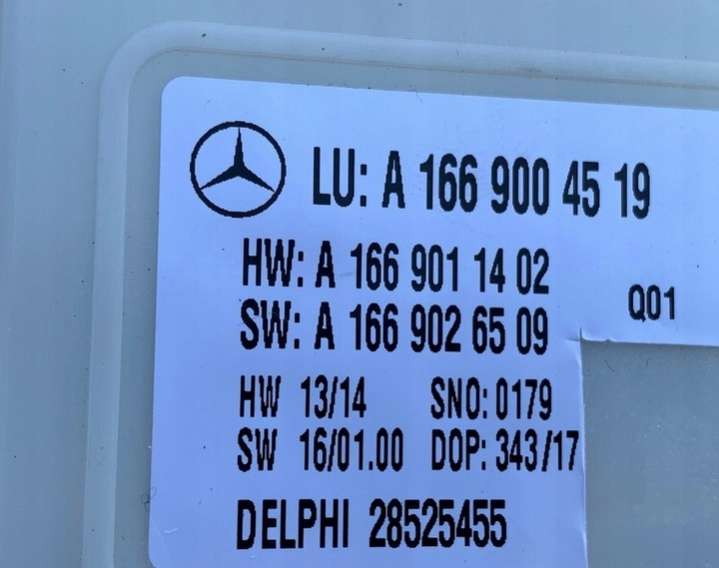 LU: A 166 900 45 19
HW: A 166 901 14 02
SW: A 166 902 65 09
Q01
HW 13/14 SNO: 0179
SW 16/01.00 DOP: 343/17
DELPHI 28525455